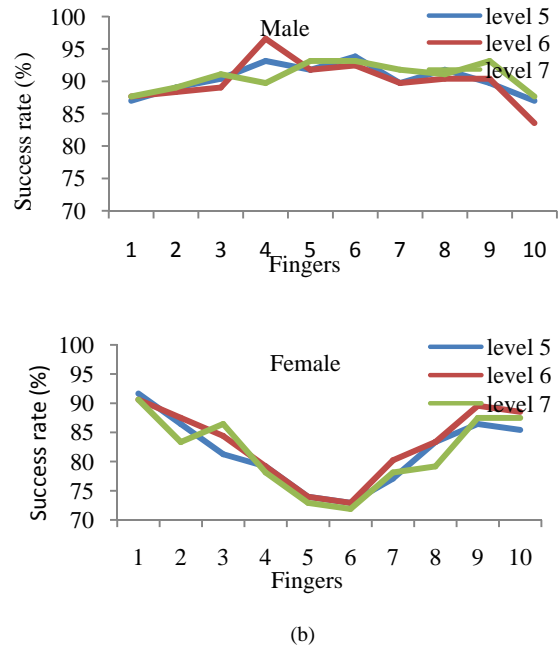 Male
level 5
level 6
level 7
Success rate (%)
100
95
90
85
80
75
70
1 2 3 4 5 6 7 8 9 10
Fingers
Female
level 5
level 6
level 7
Success rate (%)
100
95
90
85
80
75
70
1 2 3 4 5 6 7 8 9 10
Fingers
(b)